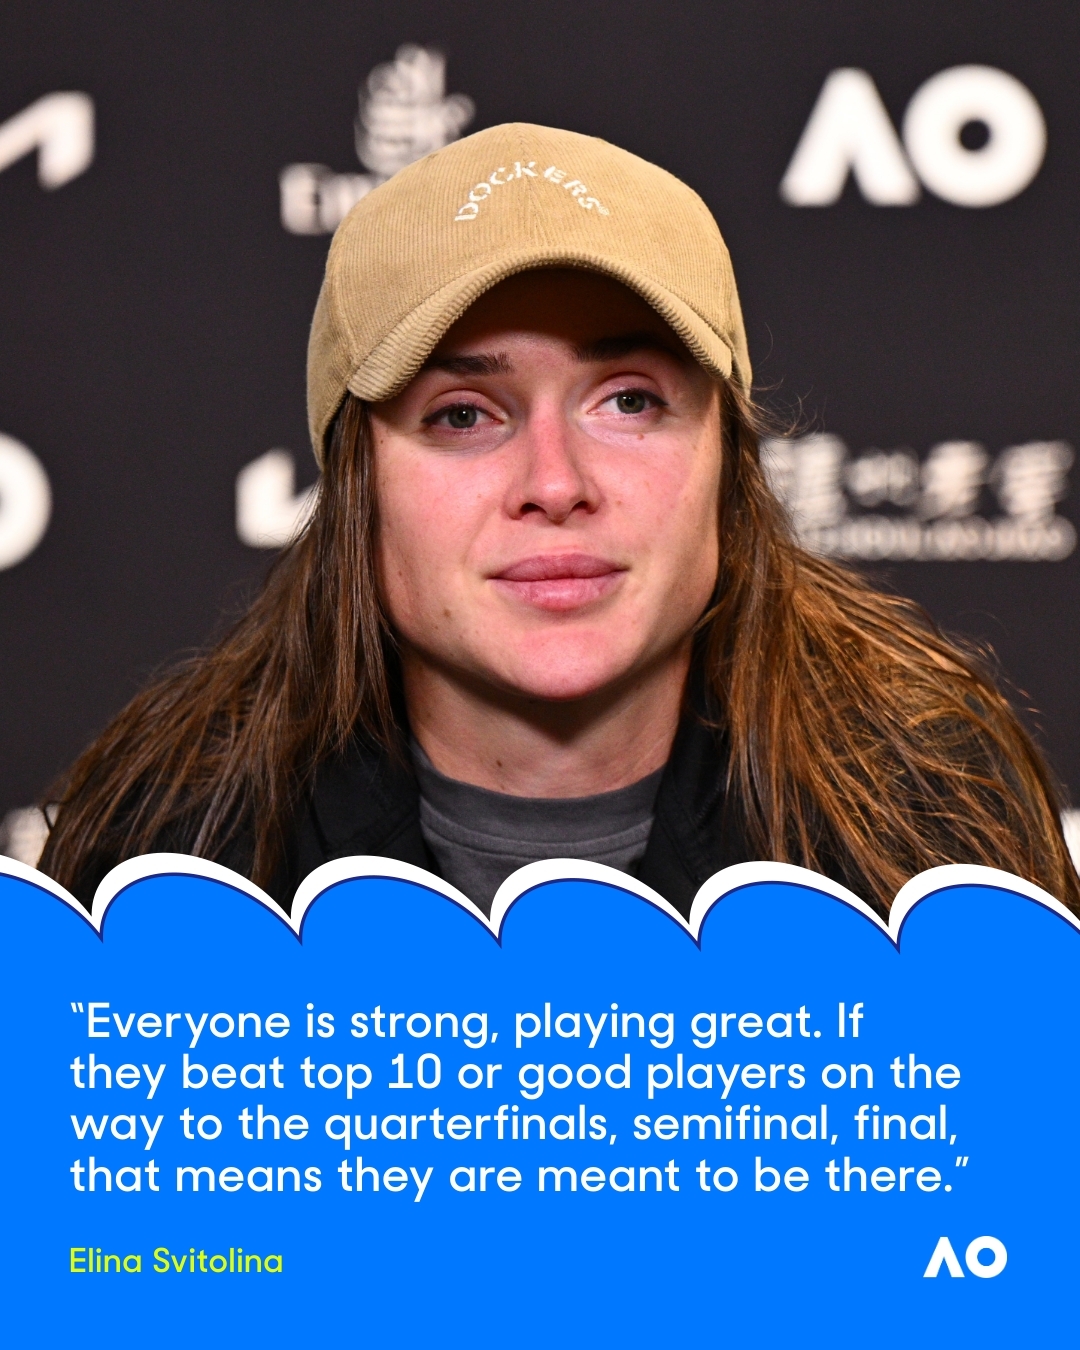 AO
DOCKERS®
“Everyone is strong, playing great. If
they beat top 10 or good players on the
way to the quarterfinals, semifinal, final,
that means they are meant to be there.”
Elina Svitolina
AO